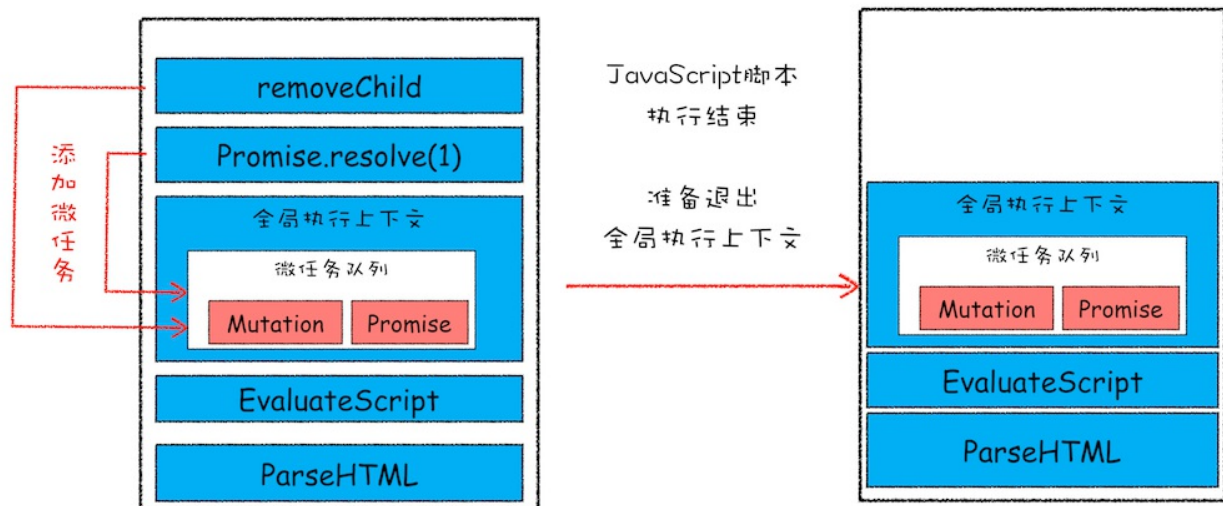 removeChild
Promise.resolve(1)
添加微任务
全局执行上下文
微任务队列
Mutation
Promise
EvaluateScript
ParseHTML
JavaScript脚本
执行结束
准备退出
全局执行上下文
全局执行上下文
微任务队列
Mutation
Promise
EvaluateScript
ParseHTML